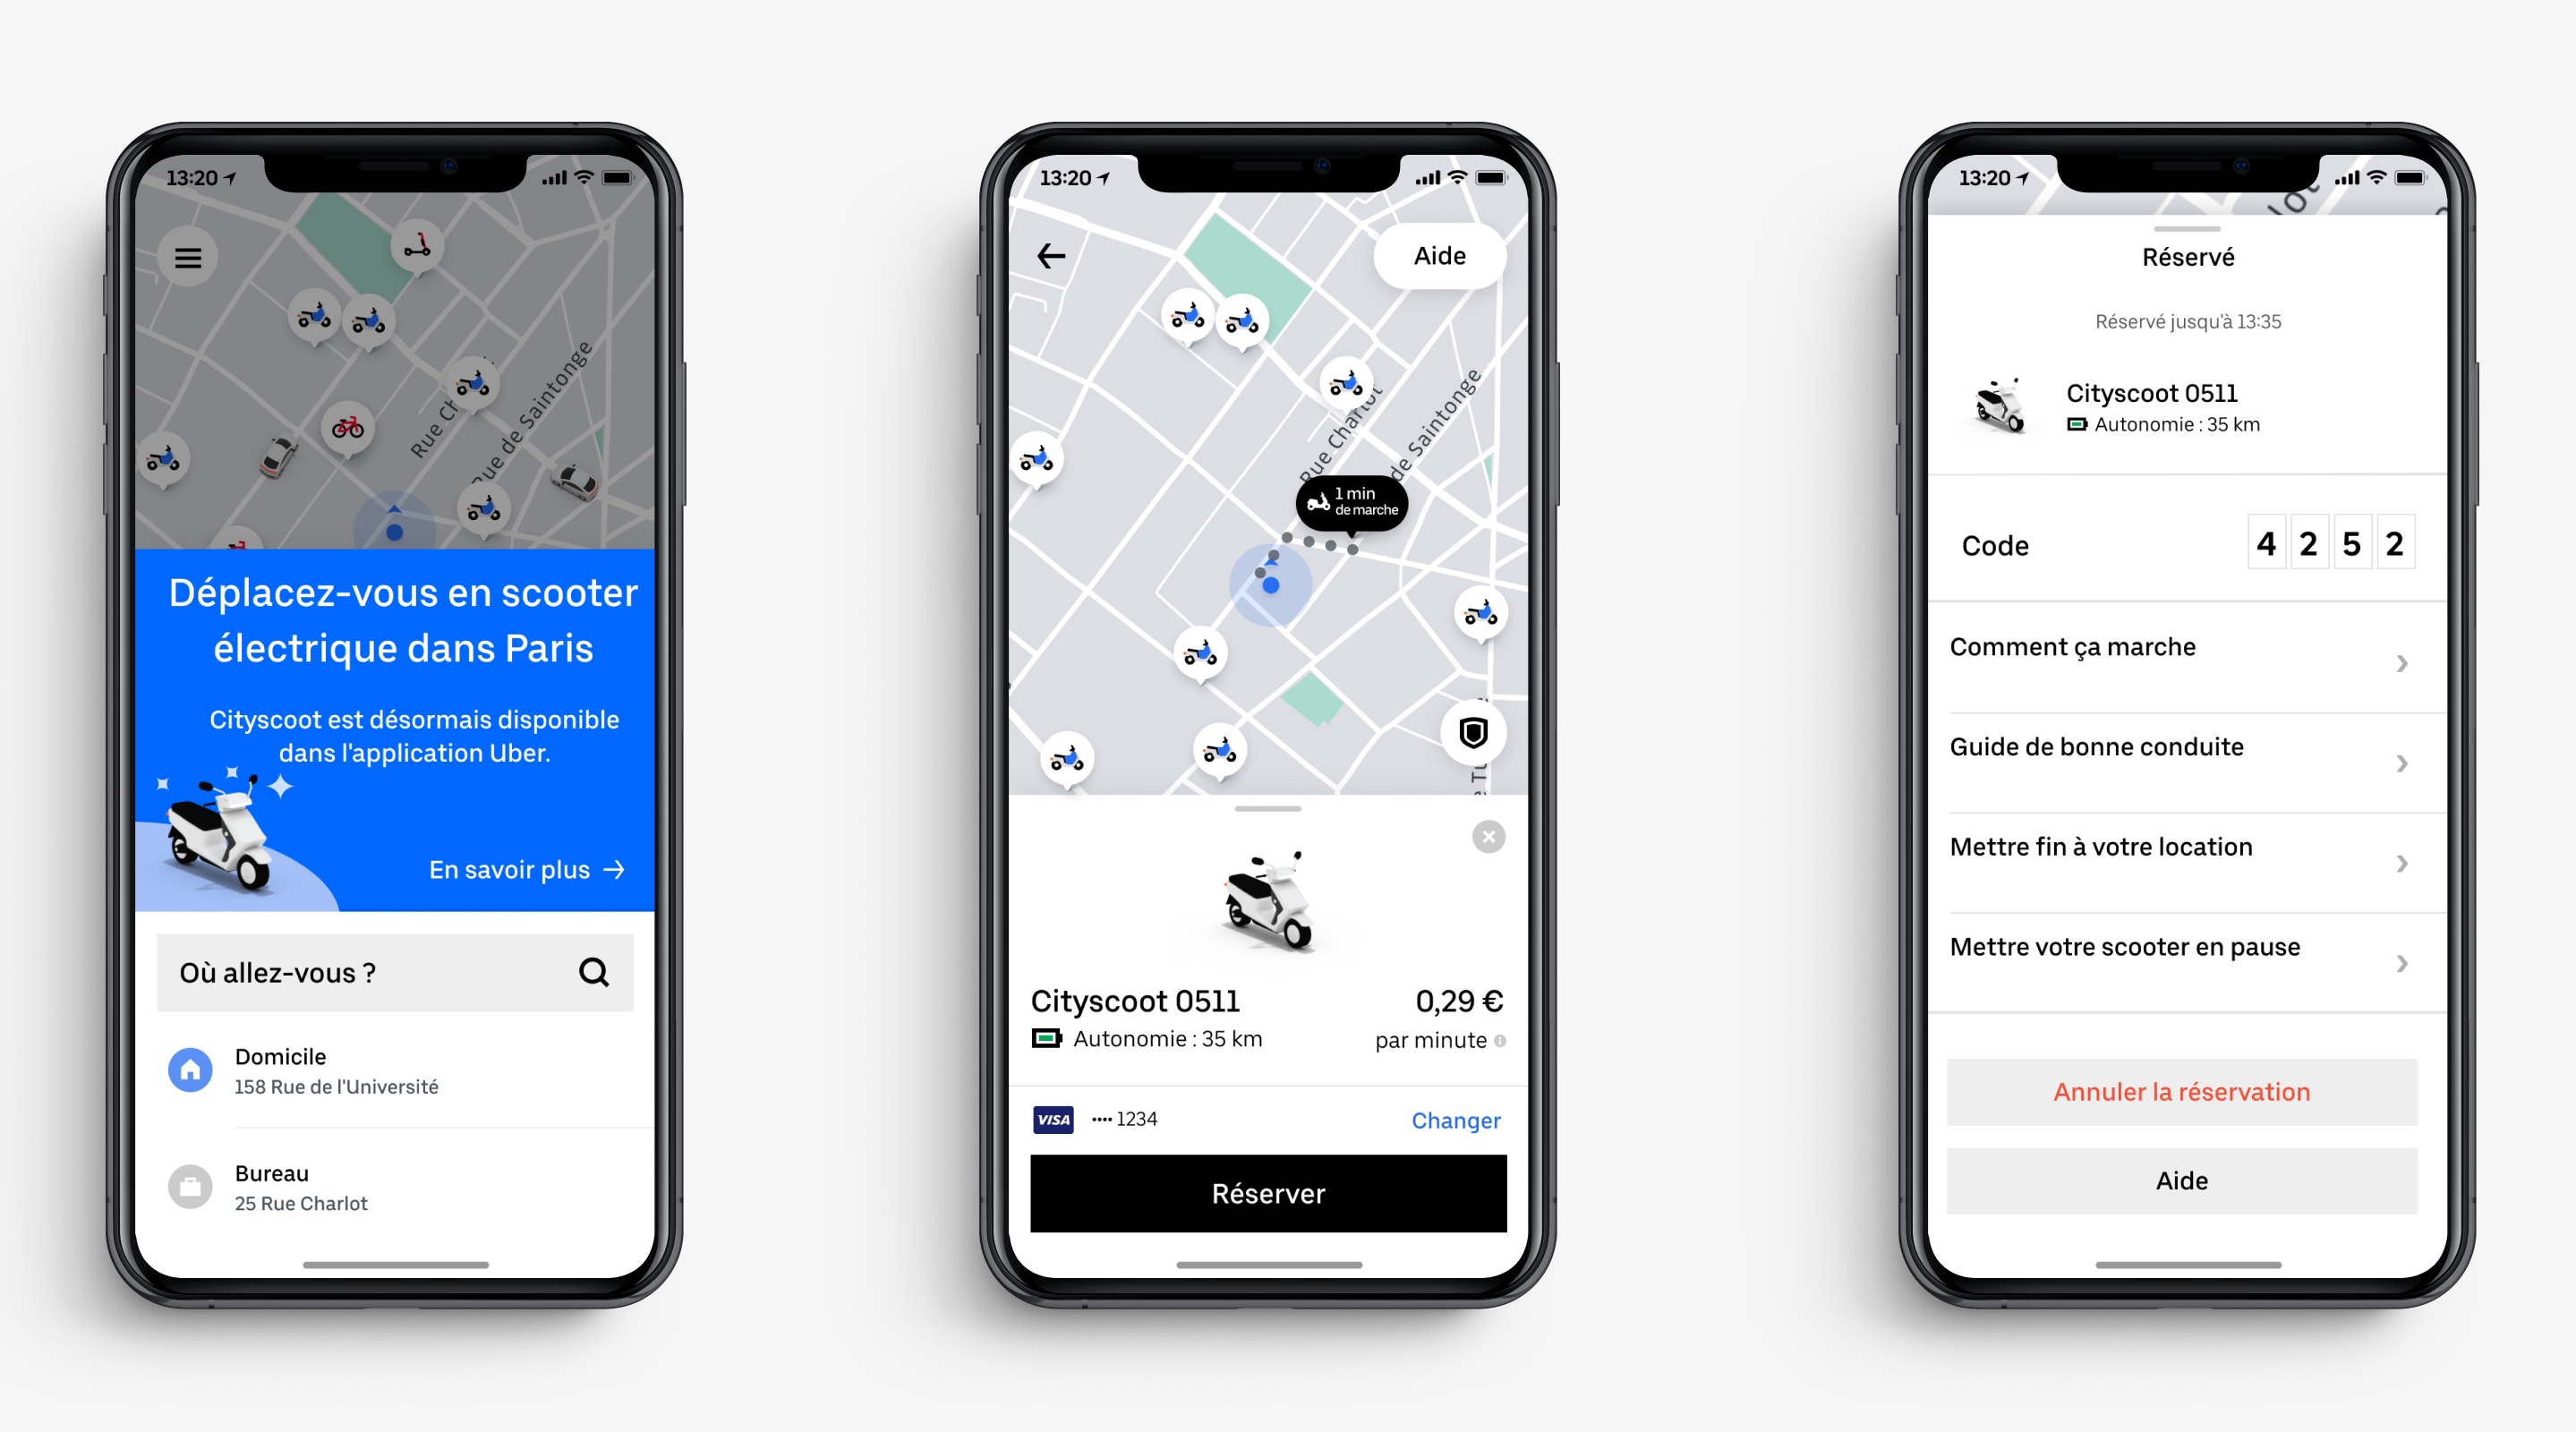 13:20
Rue de Saintonge
Déplacez-vous en scooter
électrique dans Paris
Cityscoot est désormais disponible
dans l'application Uber.
En savoir plus
Où allez-vous ?
Domicile
158 Rue de l'Université
Bureau
25 Rue Charlot
13:20
Aide
Rue Charlot
de Saintonge
1 min
de marche
Cityscoot 0511
0,29 €
Autonomie : 35 km
par minute
VISA
•••• 1234
Changer
Réserver
13:20
Réservé
Réservé jusqu'à 13:35
Cityscoot 0511
Autonomie : 35 km
Code
4 2 5 2
Comment ça marche
Guide de bonne conduite
Mettre fin à votre location
Mettre votre scooter en pause
Annuler la réservation
Aide